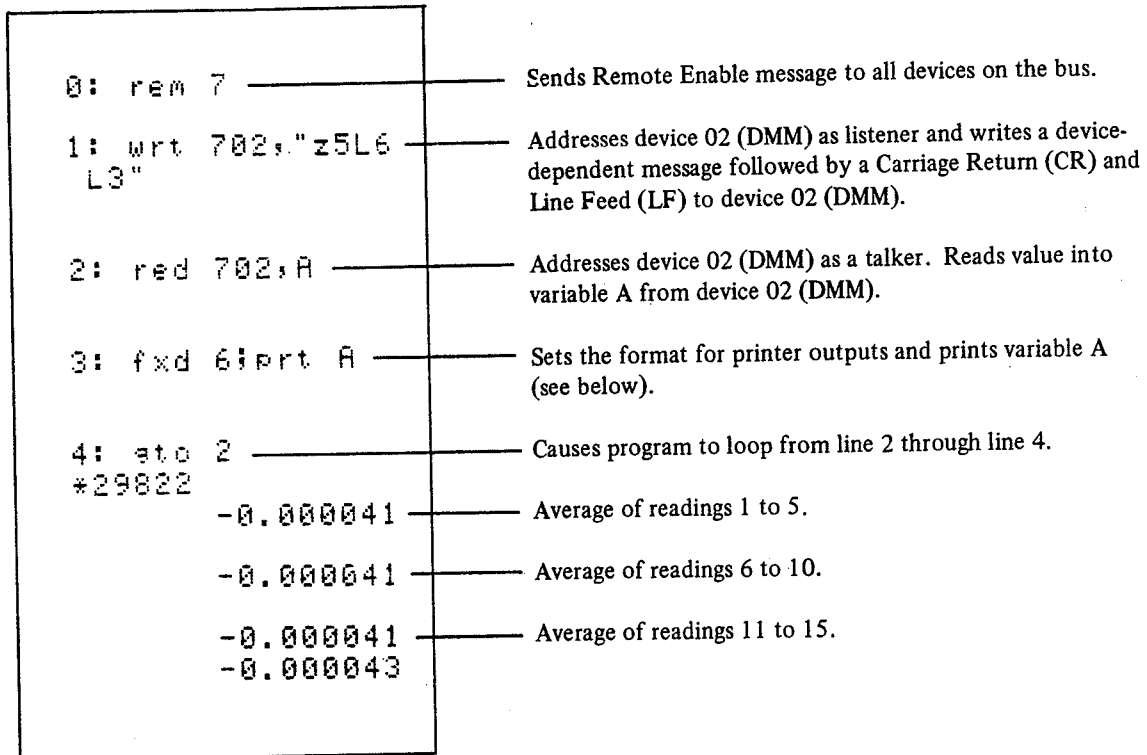 0: rem 7 Sends Remote Enable message to all devices on the bus.
1: wrt 702,"z5L6 Addresses device 02 (DMM) as listener and writes a device-
L3" dependent message followed by a Carriage Return (CR) and
Line Feed (LF) to device 02 (DMM).
2: red 702,A Addresses device 02 (DMM) as a talker. Reads value into
variable A from device 02 (DMM).
3: fxd 6;prt A Sets the format for printer outputs and prints variable A
(see below).
4: gto 2 Causes program to loop from line 2 through line 4.
*29822
-0.000041 Average of readings 1 to 5.
-0.000041 Average of readings 6 to 10.
-0.000041 Average of readings 11 to 15.
-0.000043